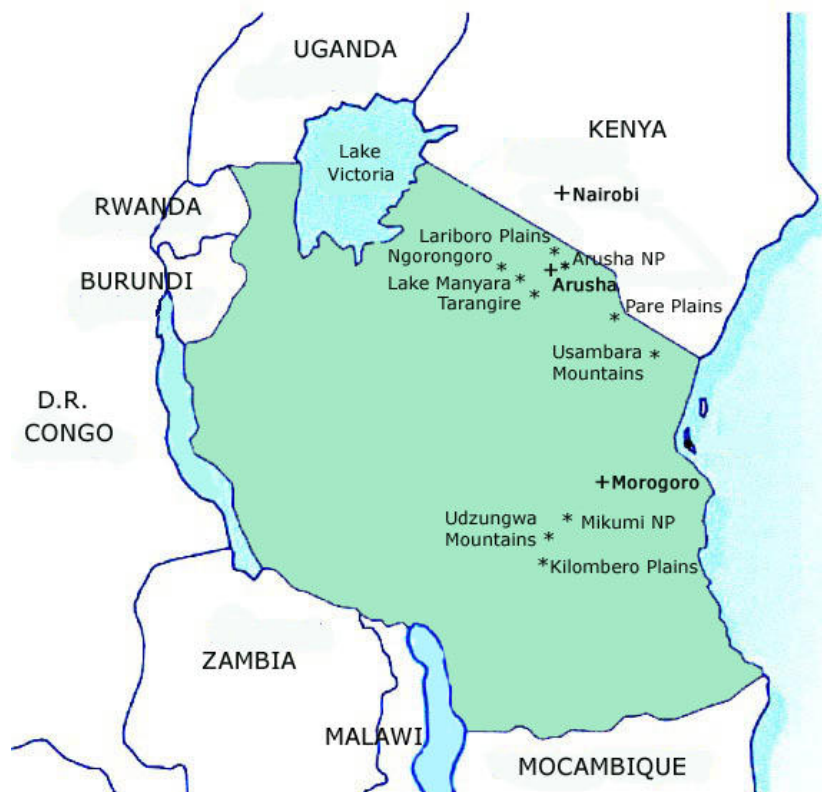 UGANDA
KENYA
Lake
Victoria
+Nairobi
RWANDA
Lariboro Plains
Ngorongoro
Arusha NP
BURUNDI
Lake Manyara
Arusha
Tarangire
Pare Plains
Usambara
Mountains
D.R.
CONGO
+Morogoro
Udzungwa
Mountains
Mikumi NP
Kilombero Plains
ZAMBIA
MALAWI
MOCAMBIQUE